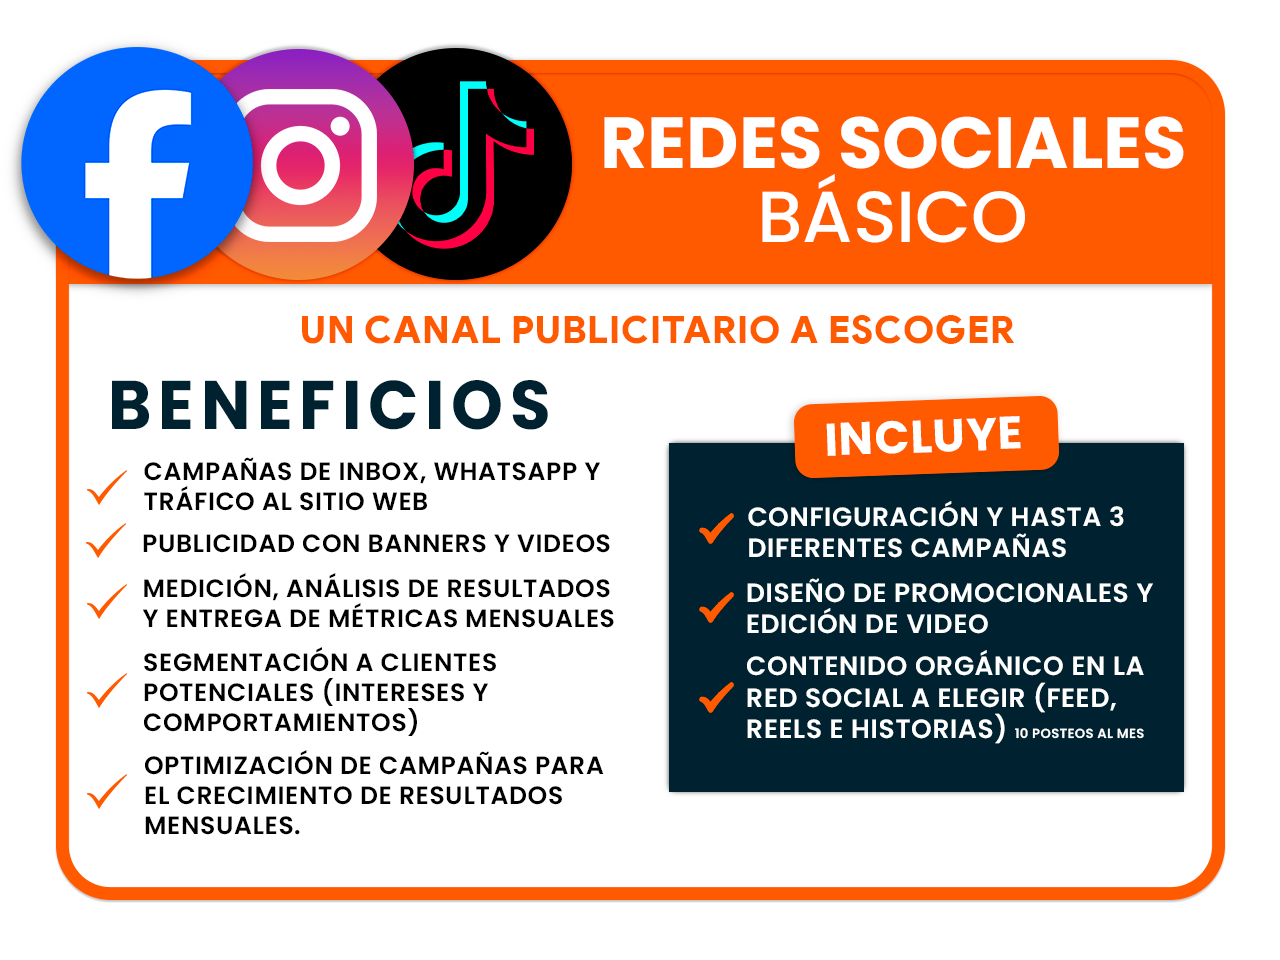 REDES SOCIALES
BÁSICO
UN CANAL PUBLICITARIO A ESCOGER
BENEFICIOS
CAMPAÑAS DE INBOX, WHATSAPP Y
TRÁFICO AL SITIO WEB
PUBLICIDAD CON BANNERS Y VIDEOS
MEDICIÓN, ANÁLISIS DE RESULTADOS
Y ENTREGA DE MÉTRICAS MENSUALES
SEGMENTACIÓN A CLIENTES
POTENCIALES (INTERESES Y
COMPORTAMIENTOS)
OPTIMIZACIÓN DE CAMPAÑAS PARA
EL CRECIMIENTO DE RESULTADOS
MENSUALES.
INCLUYE
CONFIGURACIÓN Y HASTA 3
DIFERENTES CAMPAÑAS
DISEÑO DE PROMOCIONALES Y
EDICIÓN DE VIDEO
CONTENIDO ORGÁNICO EN LA
RED SOCIAL A ELEGIR (FEED,
REELS E HISTORIAS) 10 POSTEOS AL MES